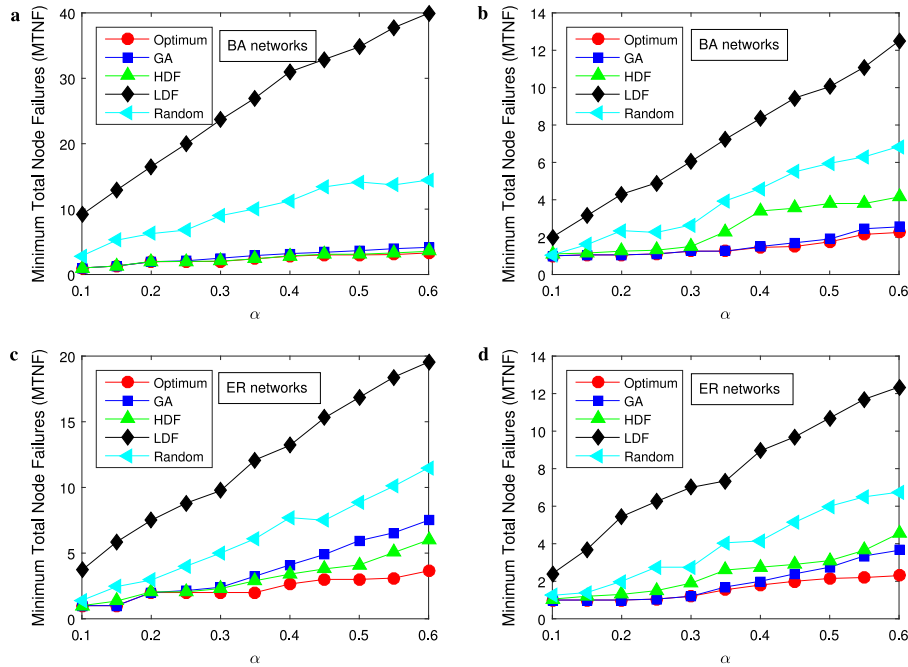 a
Minimum Total Node Failures (MTNF)
40
30
20
10
0
Optimum
GA
HDF
LDF
Random
BA networks
0.1 0.2 0.3 0.4 0.5 0.6
α
b
Minimum Total Node Failures (MTNF)
14
12
10
8
6
4
2
0
Optimum
GA
HDF
LDF
Random
BA networks
0.1 0.2 0.3 0.4 0.5 0.6
α
c
Minimum Total Node Failures (MTNF)
20
15
10
5
0
Optimum
GA
HDF
LDF
Random
ER networks
0.1 0.2 0.3 0.4 0.5 0.6
α
d
Minimum Total Node Failures (MTNF)
14
12
10
8
6
4
2
0
Optimum
GA
HDF
LDF
Random
ER networks
0.1 0.2 0.3 0.4 0.5 0.6
α